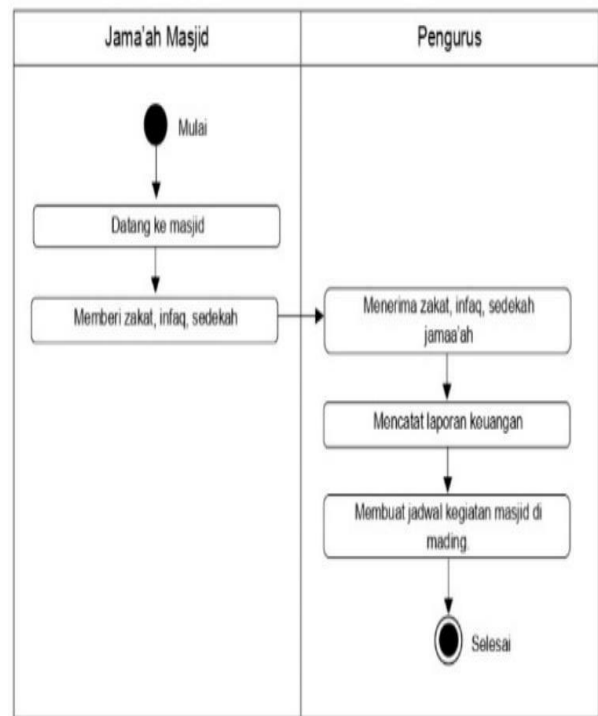 Jama'ah Masjid
Pengurus
Mulai
Datang ke masjid
Memberi zakat, infaq, sedekah
Menerima zakat, infaq, sedekah
jamaa'ah
Mencatat laporan keuangan
Membuat jadwal kegiatan masjid di
mading.
Selesai